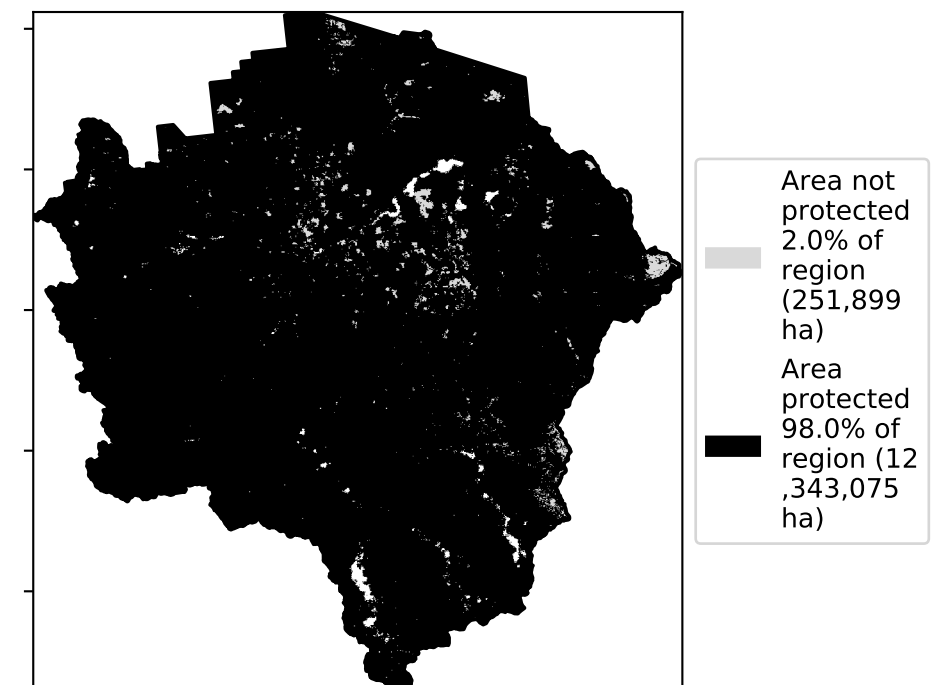 Area not
protected
2.0% of
region
(251,899
ha)
Area
protected
98.0% of
region (12
,343,075
ha)